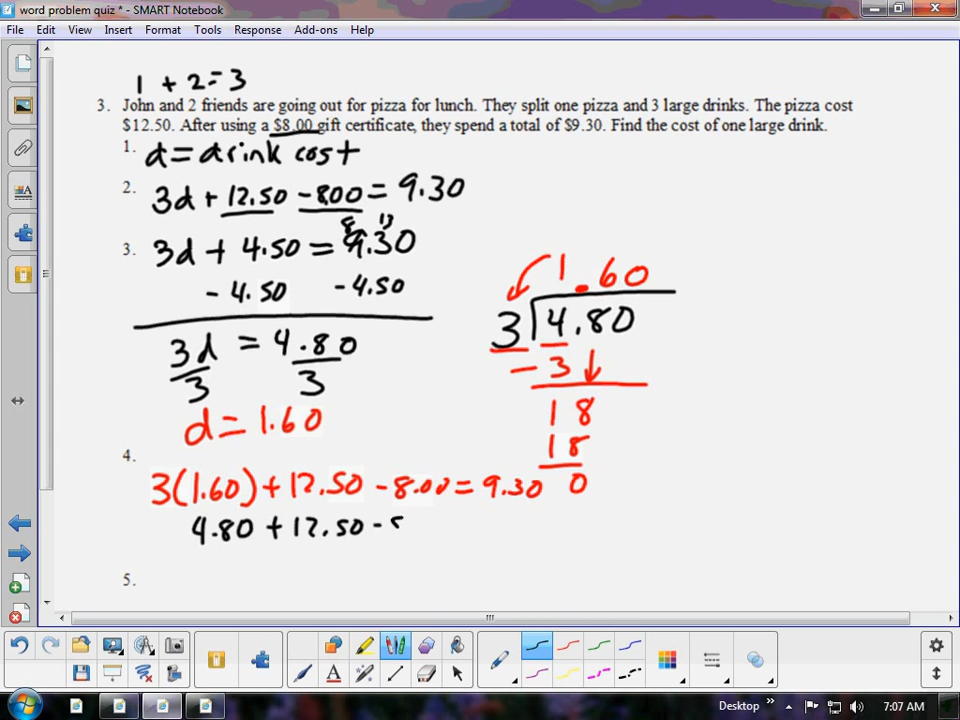 word problem quiz * - SMART Notebook
File Edit View Insert Format Tools Response Add-ons Help
1 + 2 = 3
3. John and 2 friends are going out for pizza for lunch. They split one pizza and 3 large drinks. The pizza cost
$12.50. After using a $8.00 gift certificate, they spend a total of $9.30. Find the cost of one large drink.
1. d = drink cost
2. 3d + 12.50 - 8.00 = 9.30
8 13
3. 3d + 4.50 = 9.30
- 4.50 - 4.50
3d = 4.80
3 3
d = 1.60
1.60
3 4.80
- 3
18
18
0
4.
3(1.60) + 12.50 - 8.00 = 9.30
4.80 + 12.50 -
5.
Desktop
7:07 AM